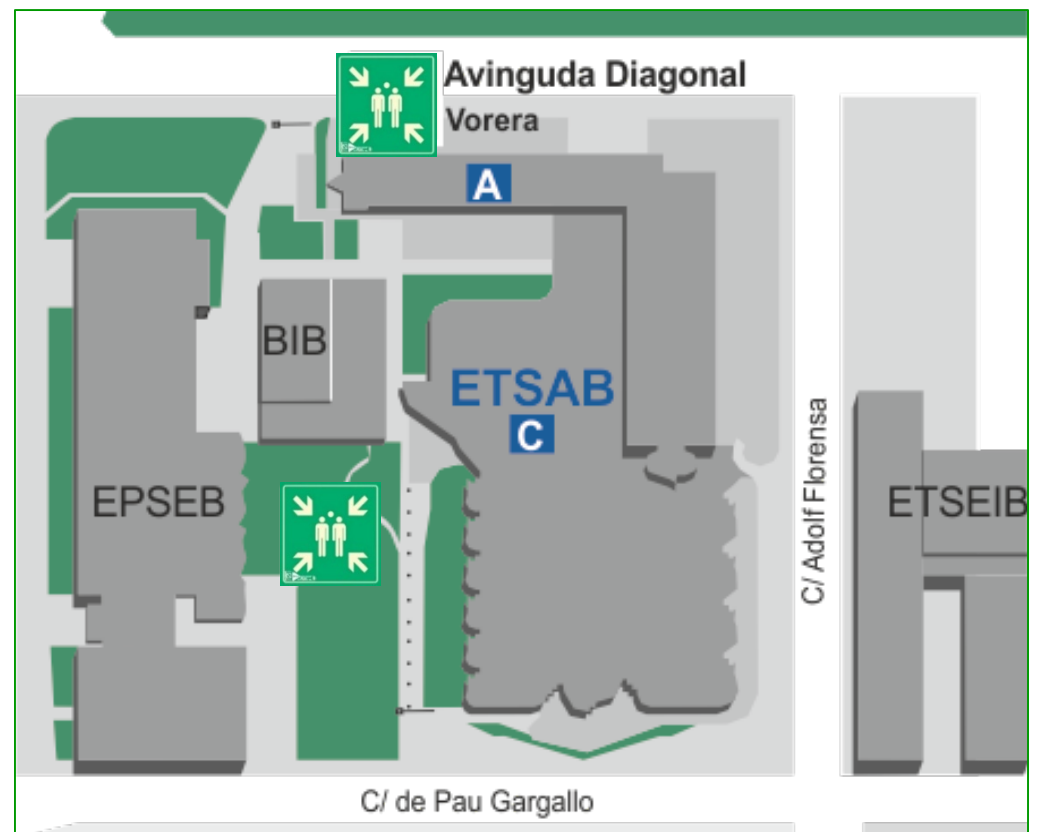 Avinguda Diagonal
Vorera
A
BIB
ETSAB
C
EPSEB
C/ Adolf Florensa
ETSEIB
C/ de Pau Gargallo